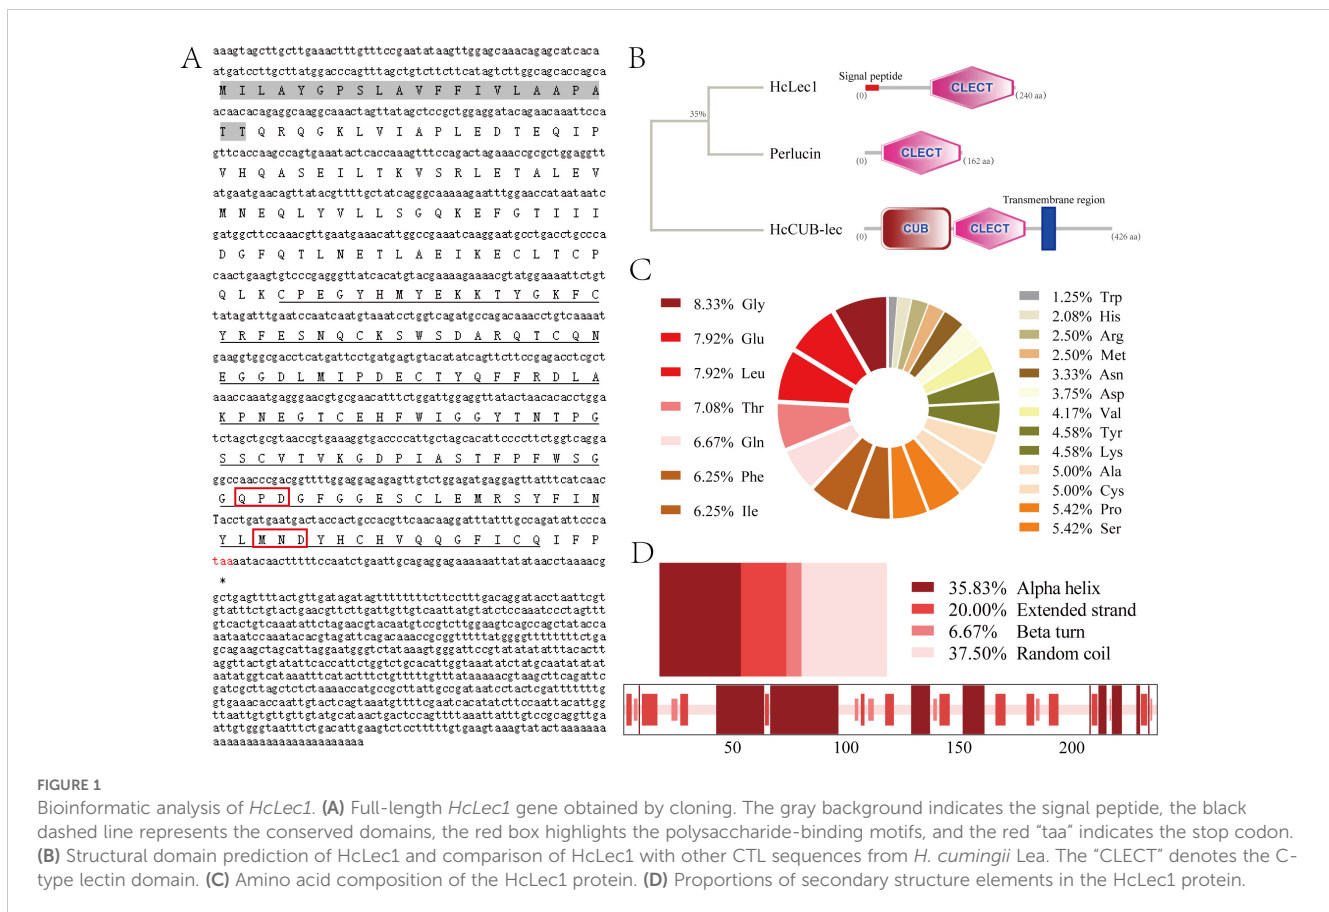 A
aaagtagcttgcttgaaactttgtttccgaatataagttggagcaaacagagcatcaca
atgatccttgcttatggacccagtttagctgtcttcttcatagtcttggcagcaccagca
M I L A Y G P S L A V F F I V L A A P A
acaacacagaggcaaggcaaactagttatagctccgctggaggatacagaacaaattcca
T T Q R Q G K L V I A P L E D T E Q I P
gttcaccaagccagtgaaatactcaccaaagtttccagactagaaaccgcgctggaggtt
V H Q A S E I L T K V S R L E T A L E V
atgaatgaacagttatacgttttgctatcagggcaaaaagaatttggaaccataataatc
M N E Q L Y V L L S G Q K E F G T I I I
gatggcttccaaacgttgaatgaaacattggccgaaatcaaggaatgcctgacctgccca
D G F Q T L N E T L A E I K E C L T C P
caactgaagtgtcccgagggttatcacatgtacgaaaagaaaacgtatggaaaattctgt
Q L K C P E G Y H M Y E K K T Y G K F C
tatagatttgaatccaatcaatgtaaatcctggtcagatgccagacaaacctgtcaaaat
Y R F E S N Q C K S W S D A R Q T C Q N
gaaggtggcgacctcatgattcctgatgagtgtacatatcagttcttccgagacctcgct
E G G D L M I P D E C T Y Q F F R D L A
aaaccaaatgagggaacgtgcgaacatttctggattggaggttatactaacacacctgga
K P N E G T C E H F W I G G Y T N T P G
tctagctgcgtaaccgtgaaaggtgaccccattgctagcacattccccttctggtcagga
S S C V T V K G D P I A S T F P F W S G
ggccaacccgacggttttggaggagagagttgtctggagatgaggagttatttcatcaac
G Q P D G F G G E S C L E M R S Y F I N
Tacctgatgaatgactaccactgccacgttcaacaaggatttatttgccagatattccca
Y L M N D Y H C H V Q Q G F I C Q I F P
taaaatacaactttttccaatctgaattgcagaggagaaaaaattatataacctaaaacg
*
B
35%
HcLec1
Signal peptide
CLECT
(0)
(240 aa)
Perlucin
CLECT
(0)
(162 aa)
Transmembrane region
HcCUB-lec
CUB
CLECT
(0)
(426 aa)
C
8.33% Gly
7.92% Glu
7.92% Leu
7.08% Thr
6.67% Gln
6.25% Phe
6.25% Ile
1.25% Trp
2.08% His
2.50% Arg
2.50% Met
3.33% Asn
3.75% Asp
4.17% Val
4.58% Tyr
4.58% Lys
5.00% Ala
5.00% Cys
5.42% Pro
5.42% Ser
D
35.83% Alpha helix
20.00% Extended strand
6.67% Beta turn
37.50% Random coil
50 100 150 200
FIGURE 1
Bioinformatic analysis of HcLec1. (A) Full-length HcLec1 gene obtained by cloning. The gray background indicates the signal peptide, the black
dashed line represents the conserved domains, the red box highlights the polysaccharide-binding motifs, and the red “taa” indicates the stop codon.
(B) Structural domain prediction of HcLec1 and comparison of HcLec1 with other CTL sequences from H. cumingii Lea. The “CLECT” denotes the C-
type lectin domain. (C) Amino acid composition of the HcLec1 protein. (D) Proportions of secondary structure elements in the HcLec1 protein.